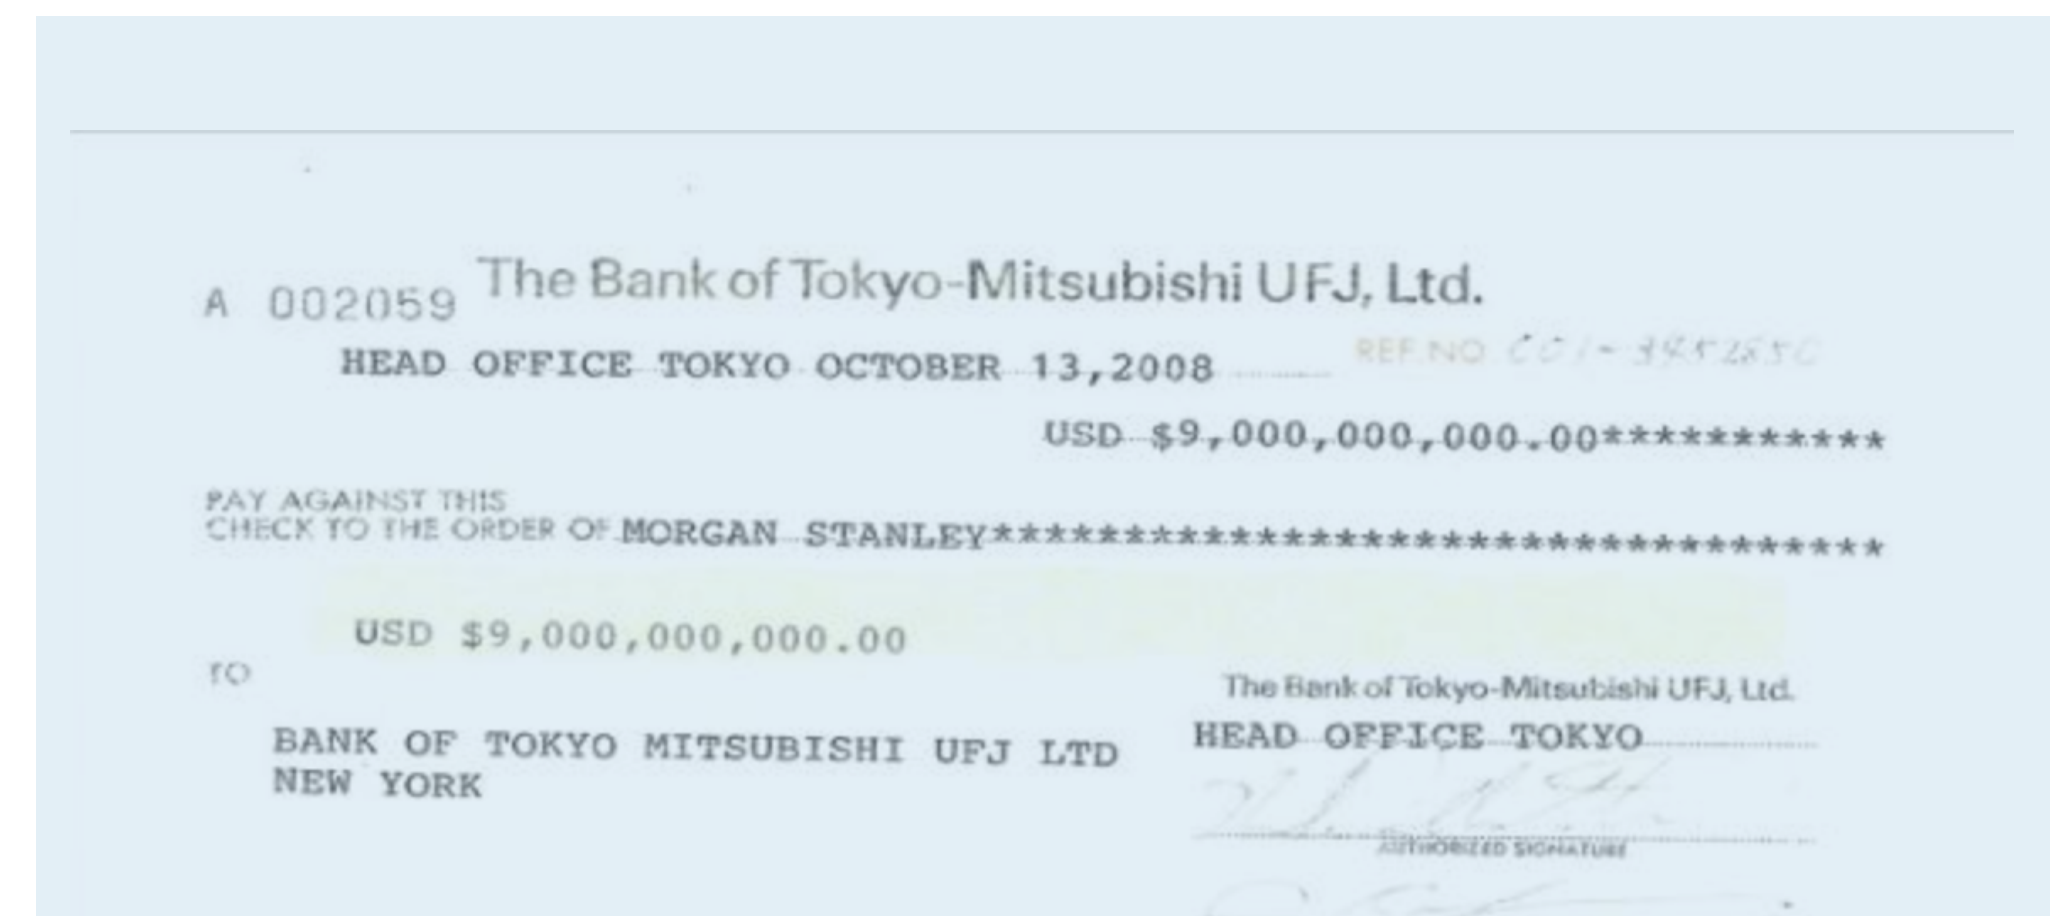 A 002059 The Bank of Tokyo-Mitsubishi UFJ, Ltd.
HEAD OFFICE TOKYO OCTOBER 13,2008 REF.NO.
USD $9,000,000,000.00***********
PAY AGAINST THIS
CHECK TO THE ORDER OF MORGAN STANLEY**********************************
USD $9,000,000,000.00
TO
The Bank of Tokyo-Mitsubishi UFJ, Ltd.
BANK OF TOKYO MITSUBISHI UFJ LTD HEAD OFFICE TOKYO
NEW YORK
AUTHORIZED SIGNATURE